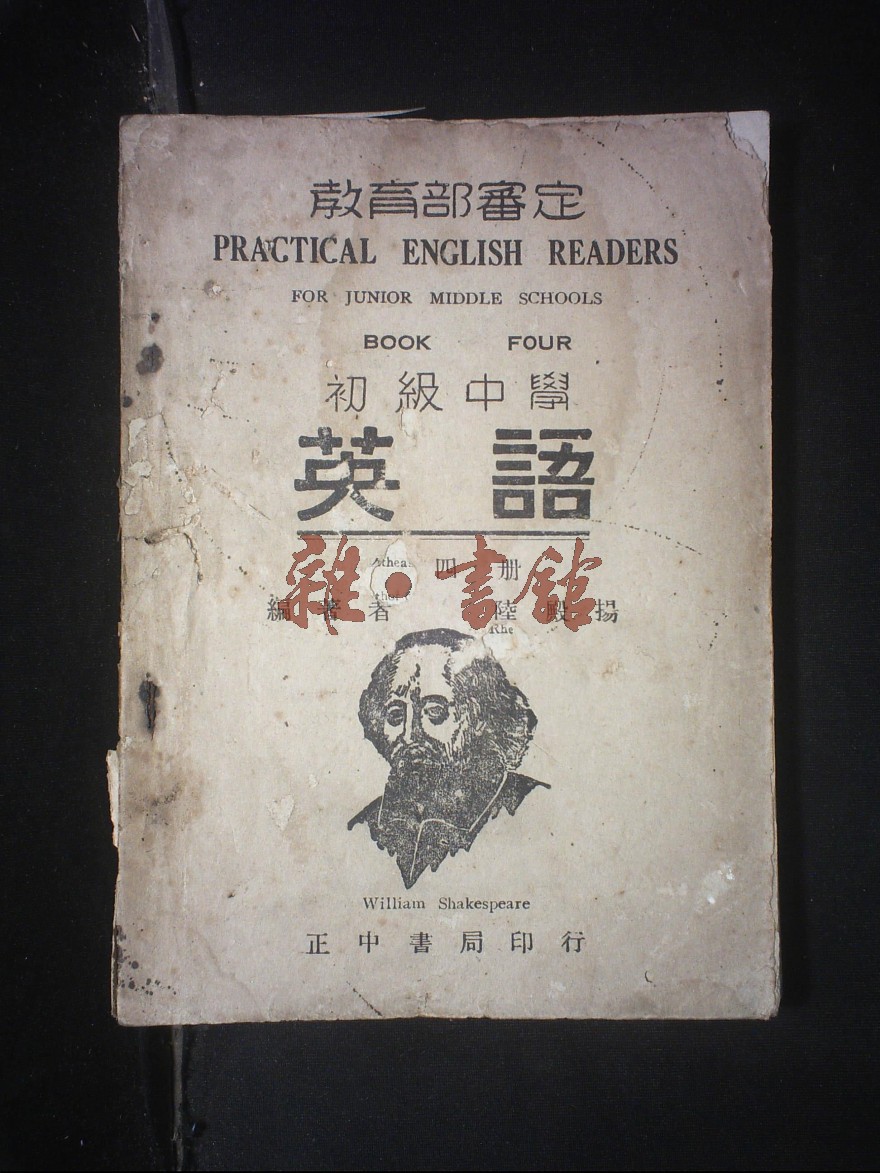 教育部審定
PRACTICAL ENGLISH READERS
FOR JUNIOR MIDDLE SCHOOLS
BOOK FOUR
初級中學
英語
四册
雜·書館
編著者 陸殿揚
Rhe
William Shakespeare
正中書局印行